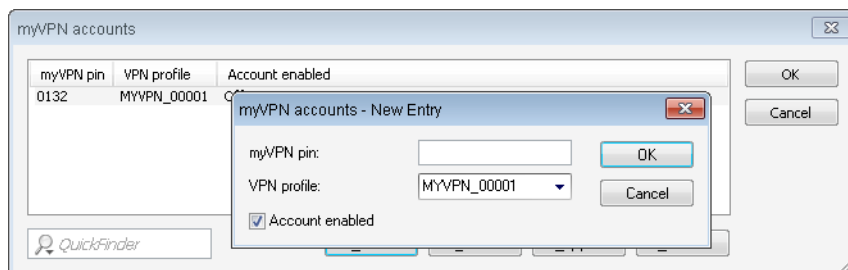 myVPN accounts
myVPN pin VPN profile Account enabled
0132 MYVPN_00001
OK
Cancel
myVPN accounts - New Entry
myVPN pin:
OK
VPN profile: MYVPN_00001
Cancel
Account enabled
QuickFinder